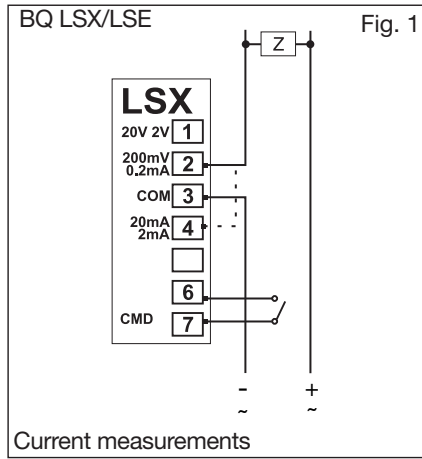 BQ LSX/LSE
Fig. 1
Z
LSX
20V 2V 1
200mV
0.2mA 2
COM 3
20mA
2mA 4
6
CMD 7
- +
~ ~
Current measurements